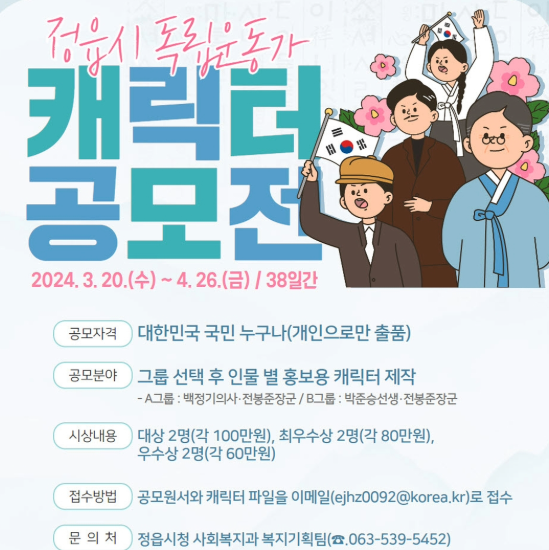 정읍시 독립운동가
캐릭터
공모전
2024. 3. 20.(수) ~ 4. 26.(금) / 38일간
공모자격 대한민국 국민 누구나(개인으로만 출품)
공모분야 그룹 선택 후 인물 별 홍보용 캐릭터 제작
- A그룹 : 백정기의사·전봉준장군 / B그룹 : 박준승선생·전봉준장군
시상내용 대상 2명(각 100만원), 최우수상 2명(각 80만원),
우수상 2명(각 60만원)
접수방법 공모원서와 캐릭터 파일을 이메일(ejhz0092@korea.kr)로 접수
문 의 처 정읍시청 사회복지과 복지기획팀(☎.063-539-5452)